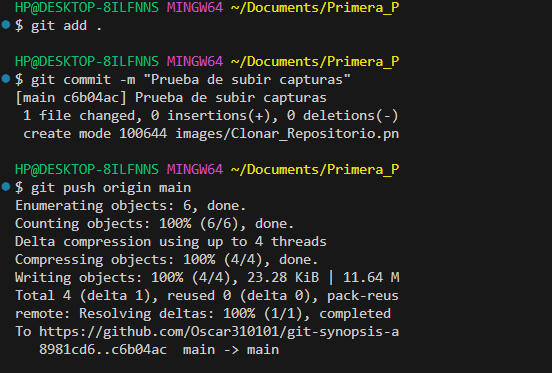 HP@DESKTOP-8ILFNNS MINGW64 ~/Documents/Primera_P
$ git add .
HP@DESKTOP-8ILFNNS MINGW64 ~/Documents/Primera_P
$ git commit -m "Prueba de subir capturas"
[main c6b04ac] Prueba de subir capturas
1 file changed, 0 insertions(+), 0 deletions(-)
create mode 100644 images/Clonar_Repositorio.pn
HP@DESKTOP-8ILFNNS MINGW64 ~/Documents/Primera_P
$ git push origin main
Enumerating objects: 6, done.
Counting objects: 100% (6/6), done.
Delta compression using up to 4 threads
Compressing objects: 100% (4/4), done.
Writing objects: 100% (4/4), 23.28 KiB | 11.64 M
Total 4 (delta 1), reused 0 (delta 0), pack-reus
remote: Resolving deltas: 100% (1/1), completed
To https://github.com/Oscar310101/git-synopsis-a
8981cd6..c6b04ac  main -> main